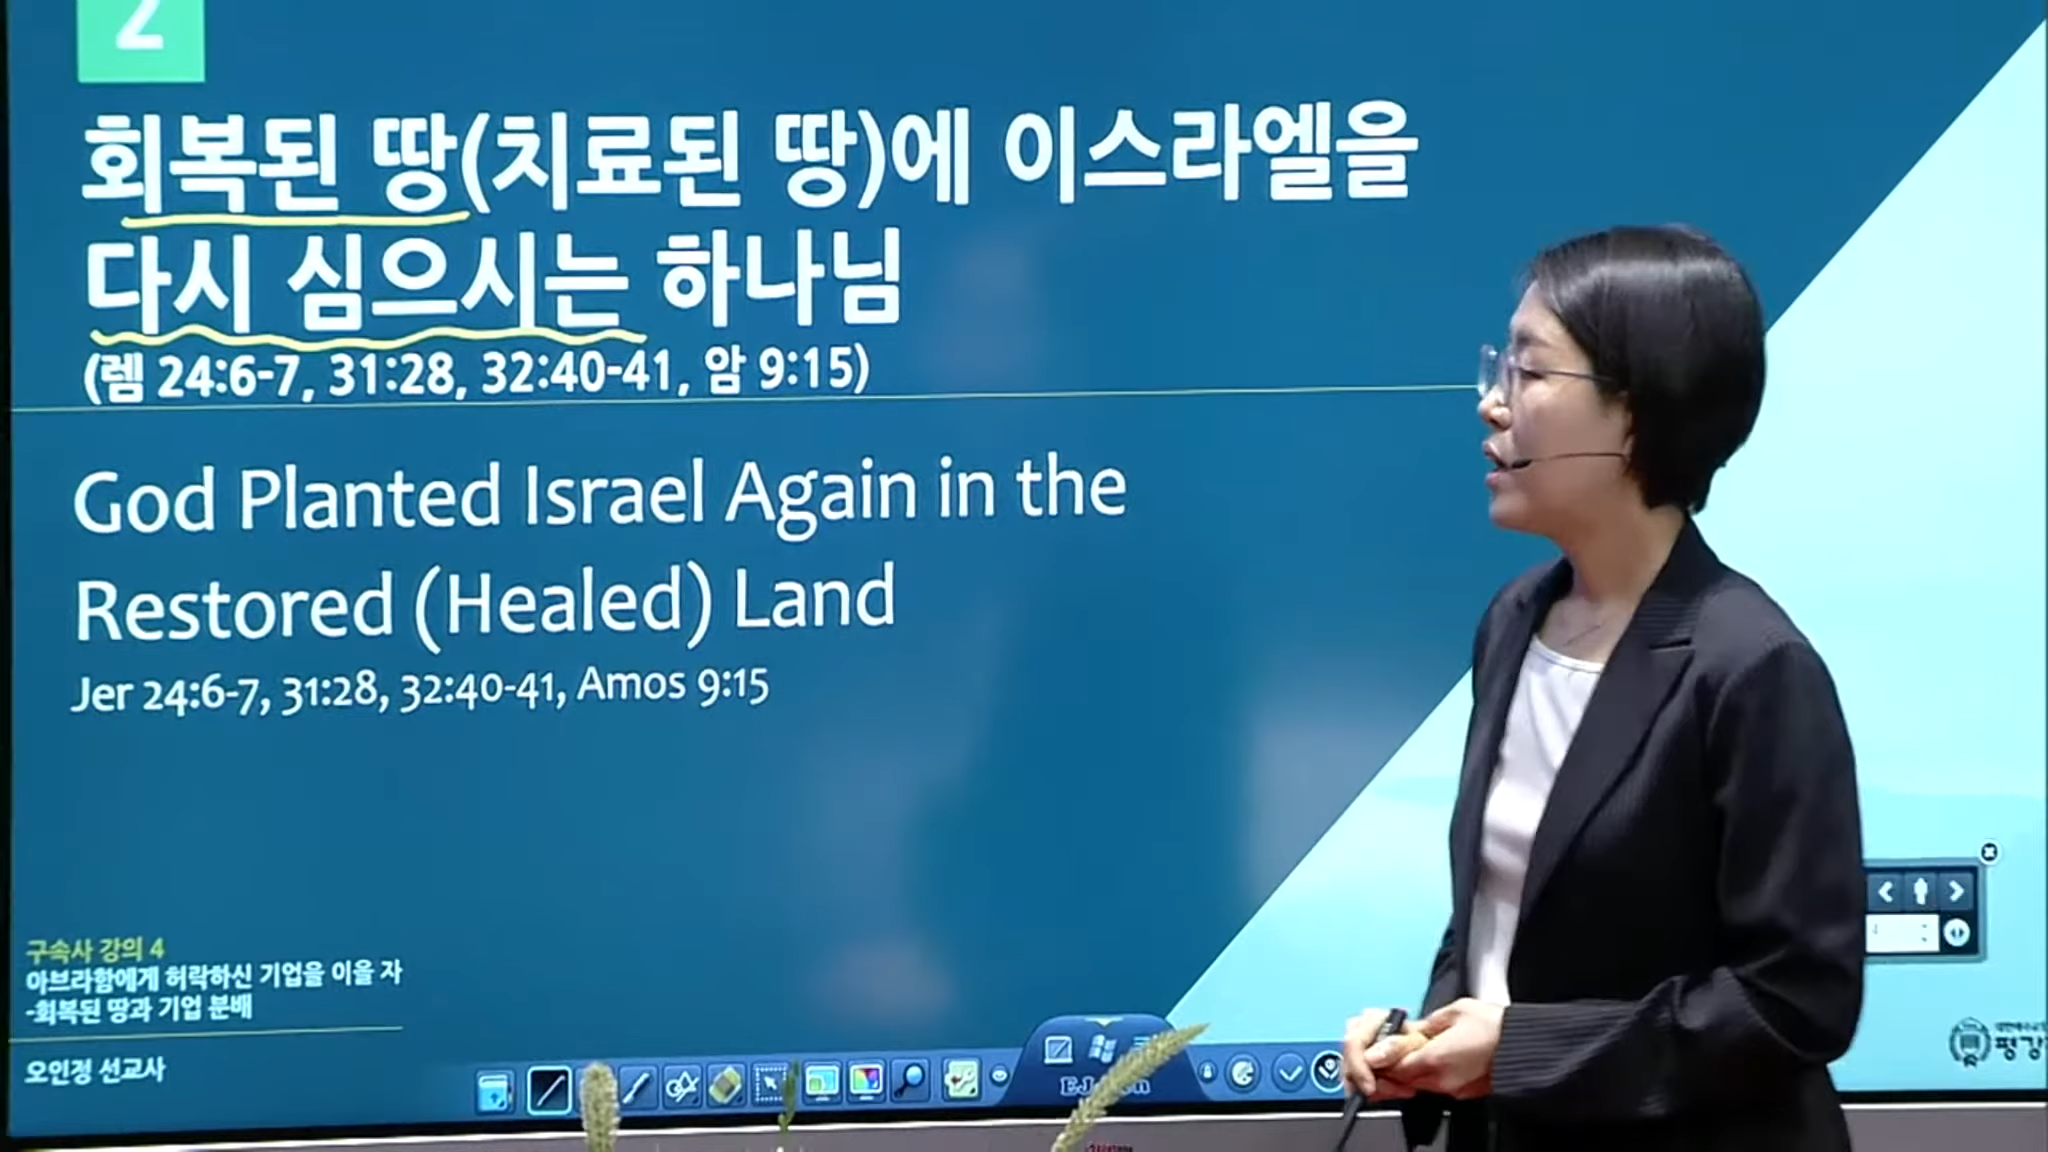 2
회복된 땅(치료된 땅)에 이스라엘을
다시 심으시는 하나님
(렘 24:6-7, 31:28, 32:40-41, 암 9:15)
God Planted Israel Again in the
Restored (Healed) Land
Jer 24:6-7, 31:28, 32:40-41, Amos 9:15
구속사 강의 4
아브라함에게 허락하신 기업을 이을 자
-회복된 땅과 기업 분배
오인정 선교사
4
평강